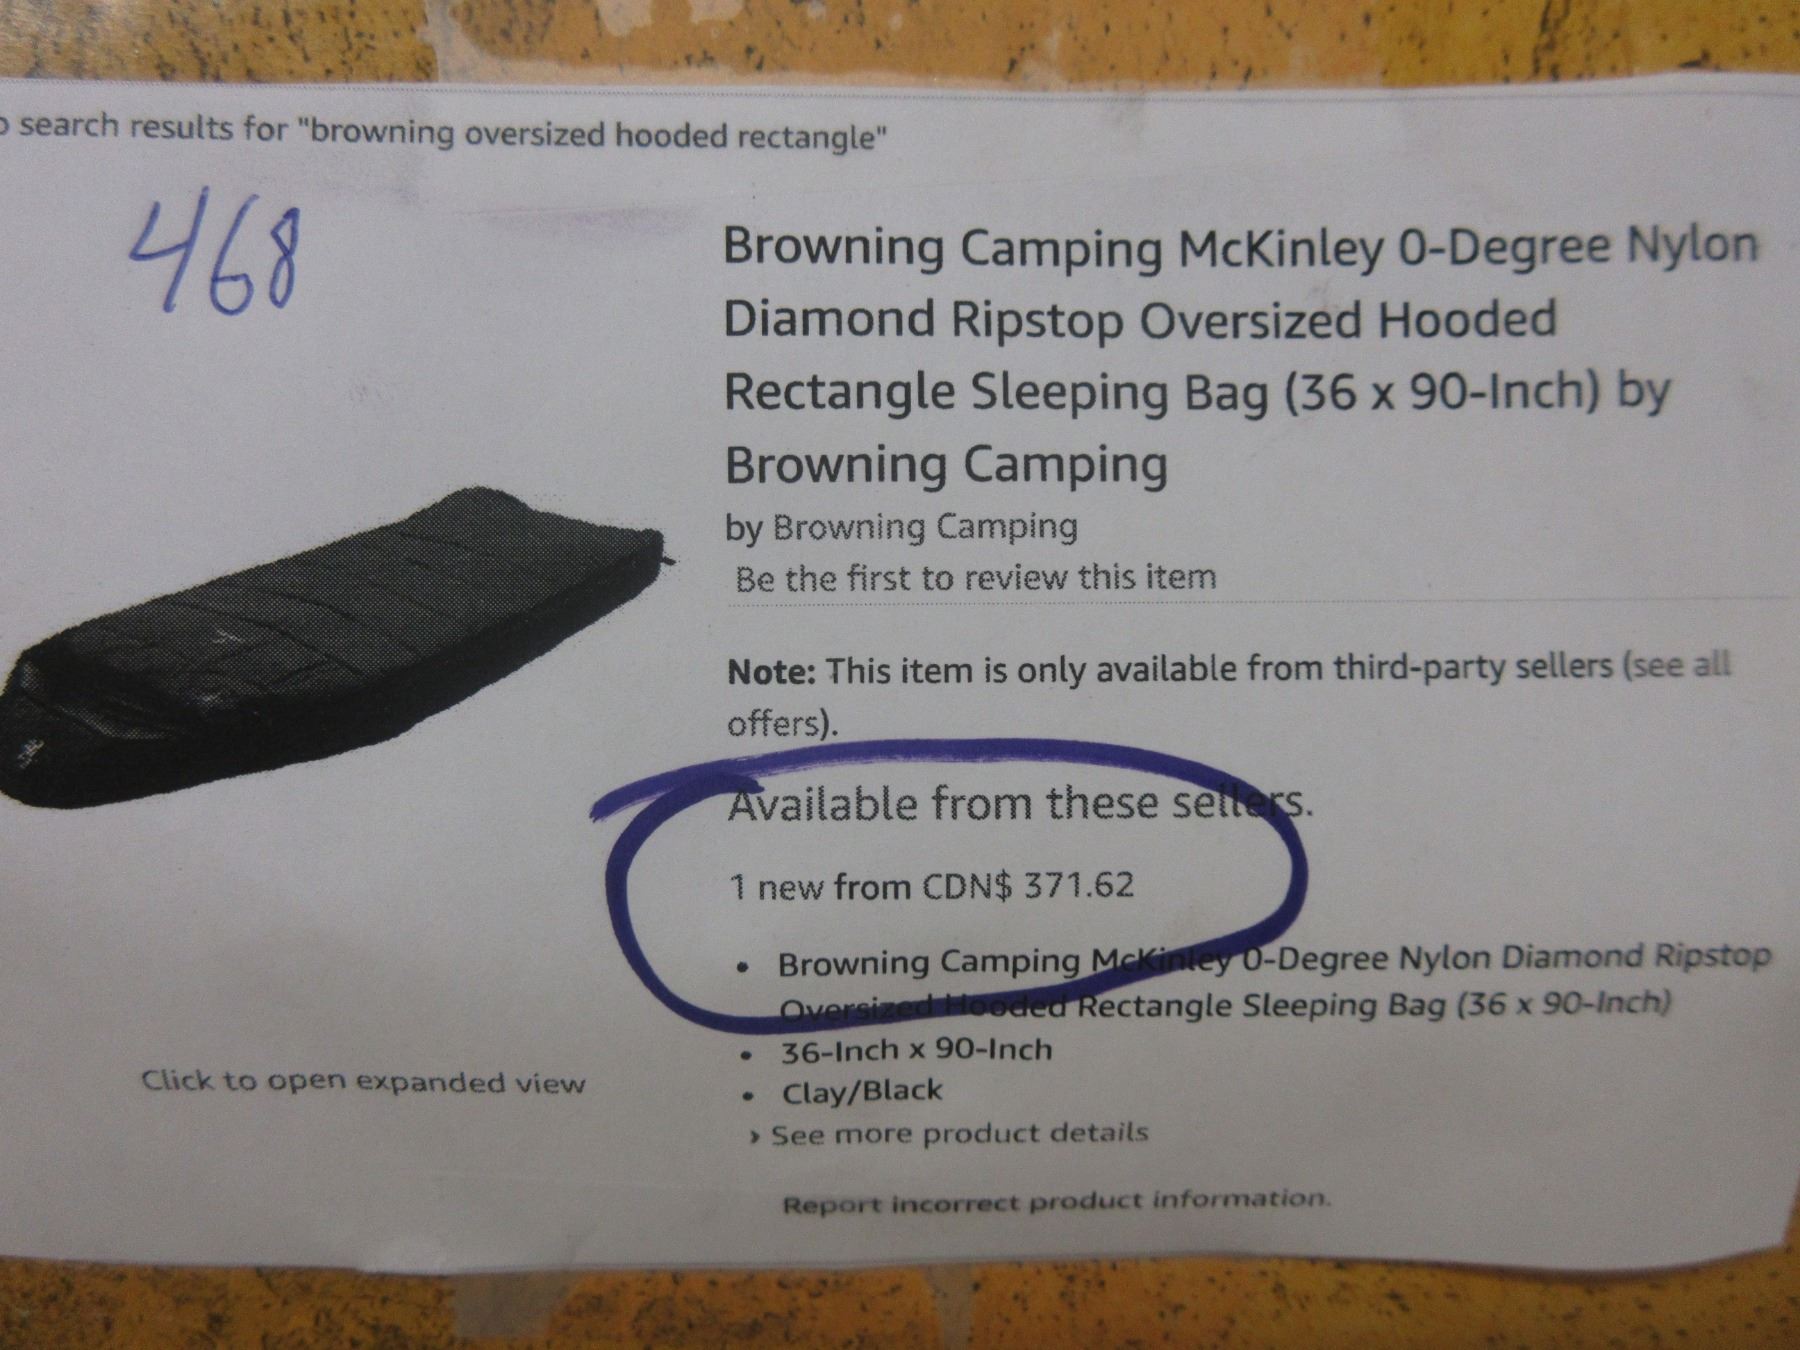 search results for "browning oversized hooded rectangle"
468
Browning Camping McKinley 0-Degree Nylon
Diamond Ripstop Oversized Hooded
Rectangle Sleeping Bag (36 x 90-Inch) by
Browning Camping
by Browning Camping
Be the first to review this item
Note: This item is only available from third-party sellers (see all
offers).
Available from these sellers.
1 new from CDN$ 371.62
• Browning Camping McKinley 0-Degree Nylon Diamond Ripstop
Oversized Hooded Rectangle Sleeping Bag (36 x 90-Inch)
• 36-Inch x 90-Inch
• Clay/Black
› See more product details
Click to open expanded view
Report incorrect product information.